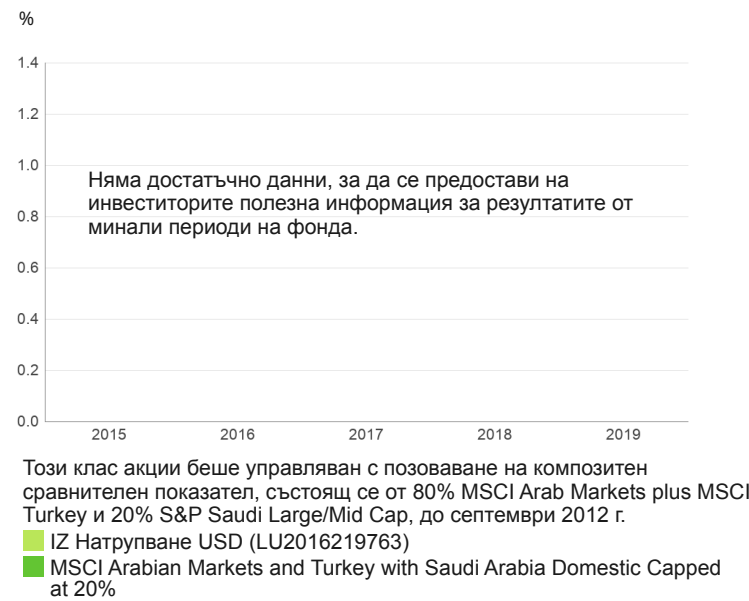 %
1.4
1.2
1.0
Няма достатъчно данни, за да се предостави на
инвеститорите полезна информация за резултатите от
минали периоди на фонда.
0.8
0.6
0.4
0.2
0.0
2015 2016 2017 2018 2019
Този клас акции беше управляван с позоваване на композитен
сравнителен показател, състоящ се от 80% MSCI Arab Markets plus MSCI
Turkey и 20% S&P Saudi Large/Mid Cap, до септември 2012 г.
IZ Натрупване USD (LU2016219763)
MSCI Arabian Markets and Turkey with Saudi Arabia Domestic Capped
at 20%